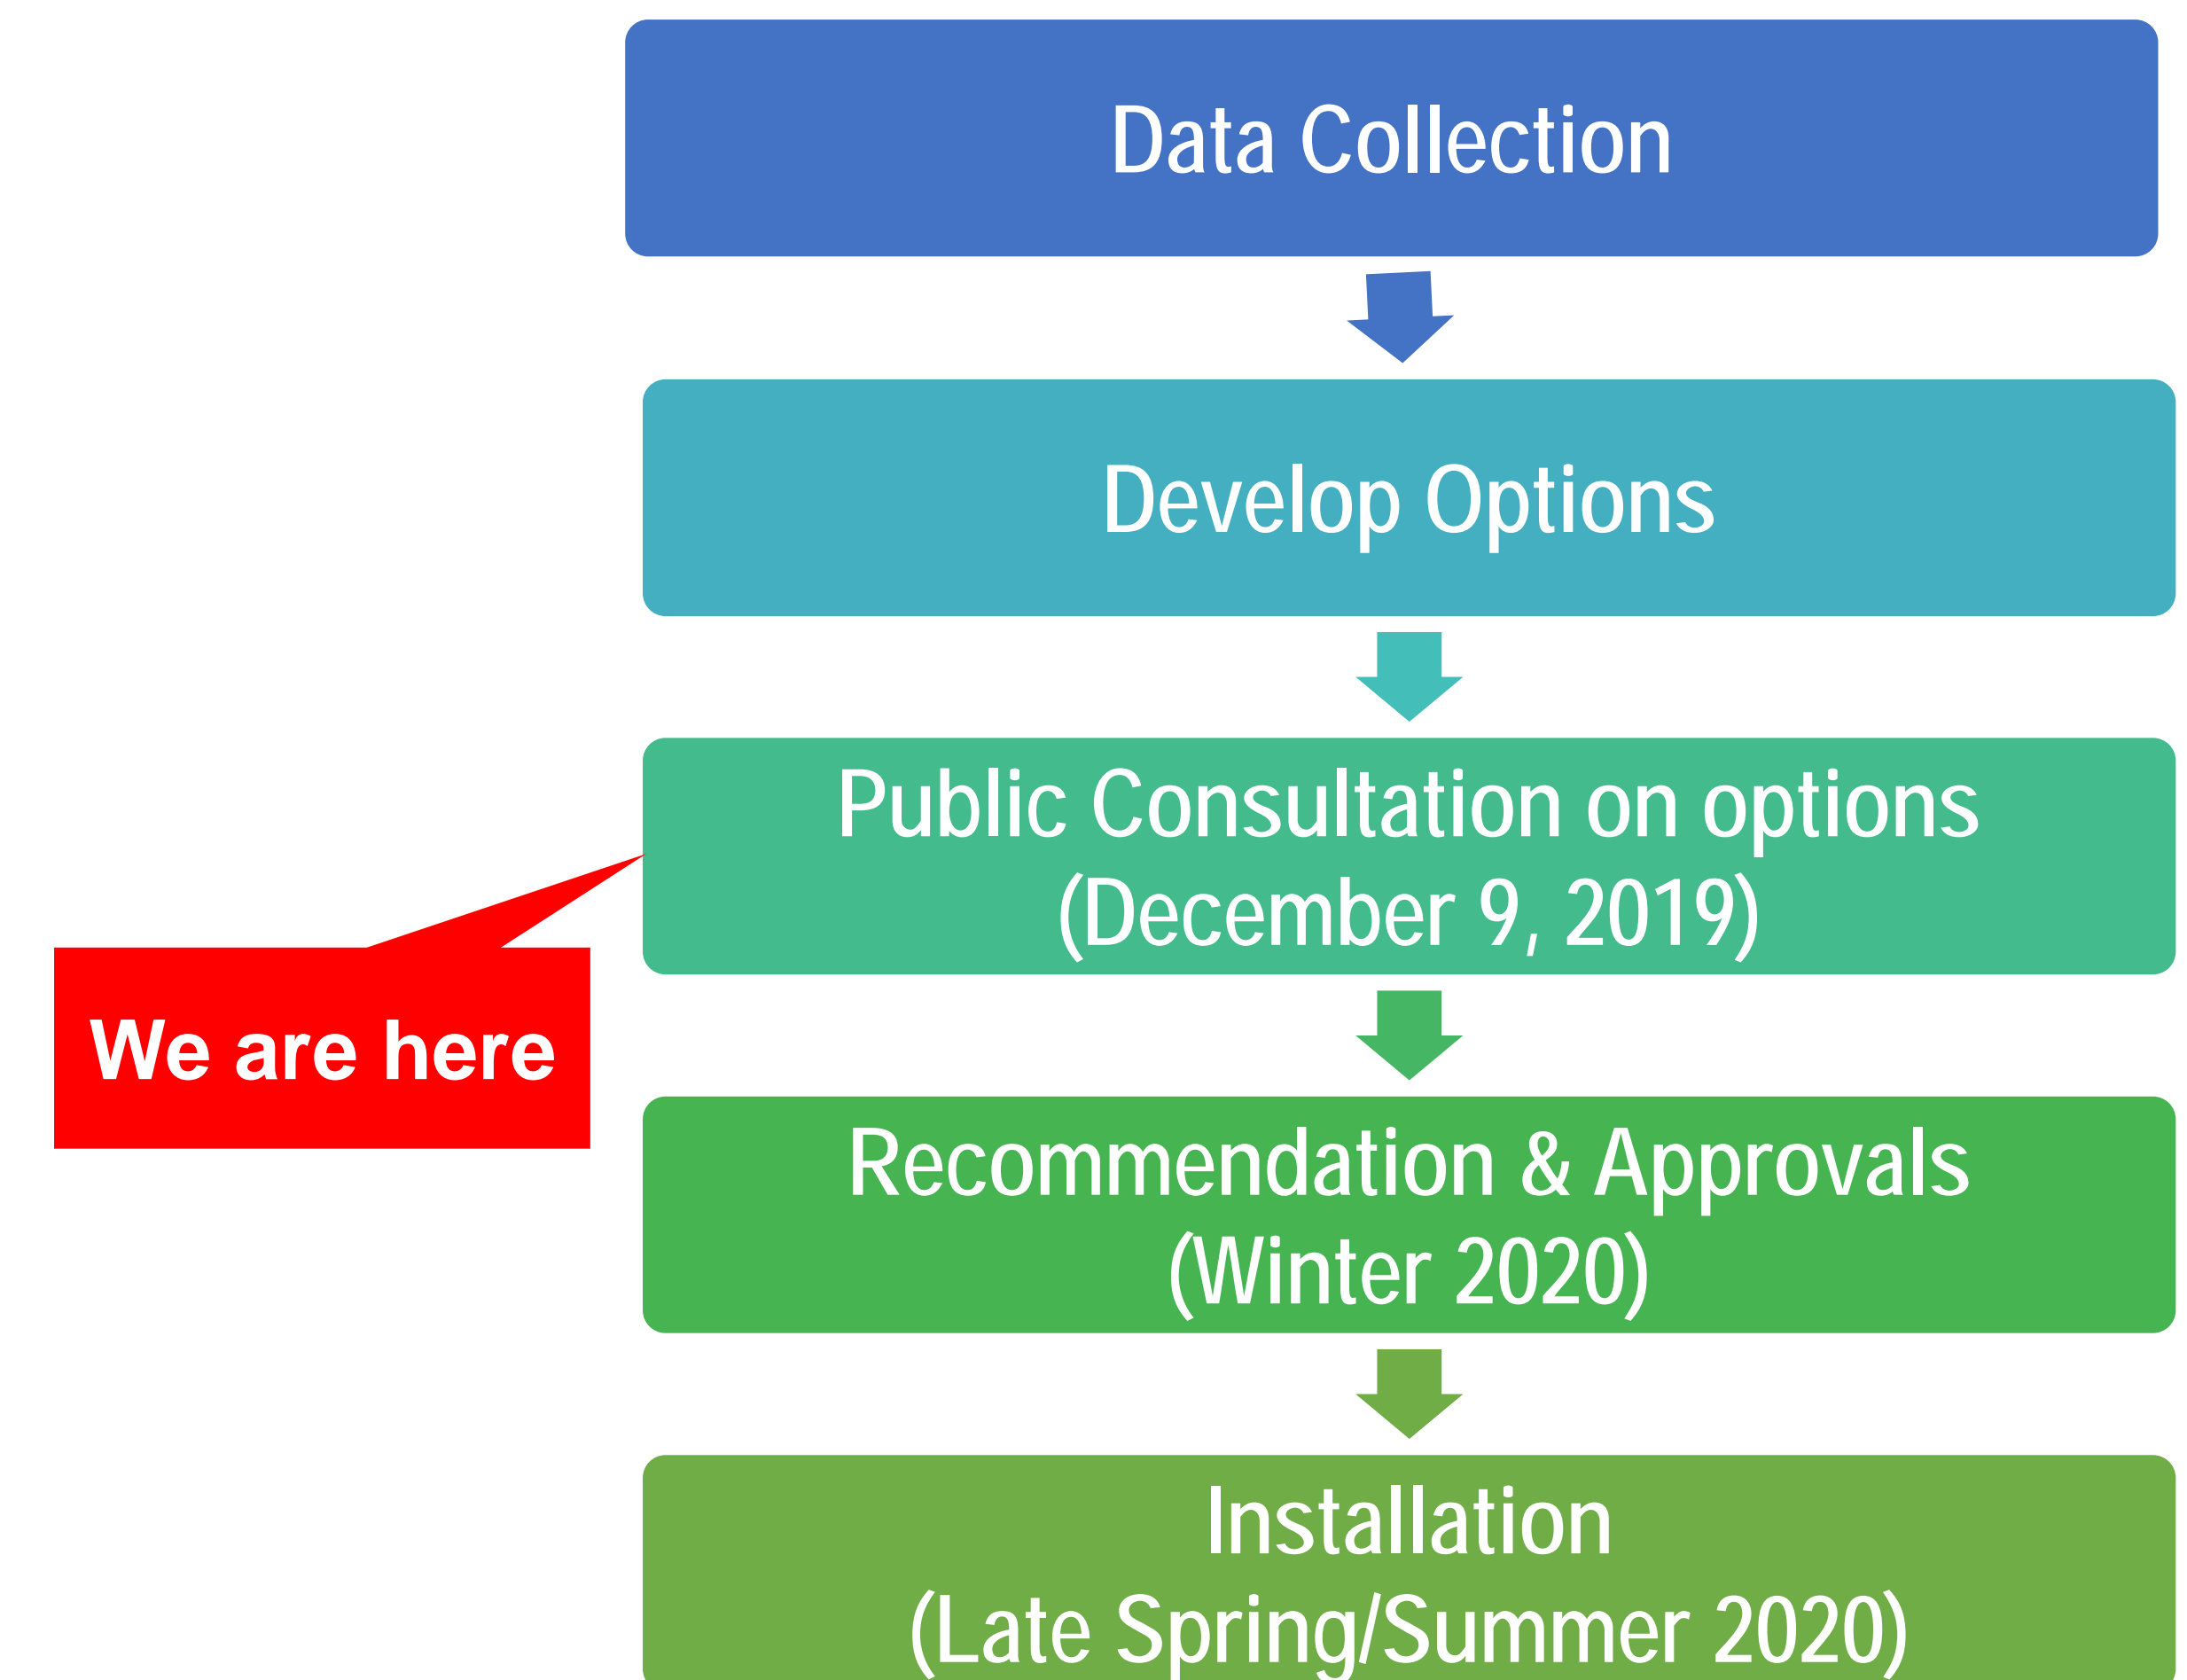 Data Collection
Develop Options
Public Consultation on options
(December 9, 2019)
We are here
Recommendation & Approvals
(Winter 2020)
Installation
(Late Spring/Summer 2020)